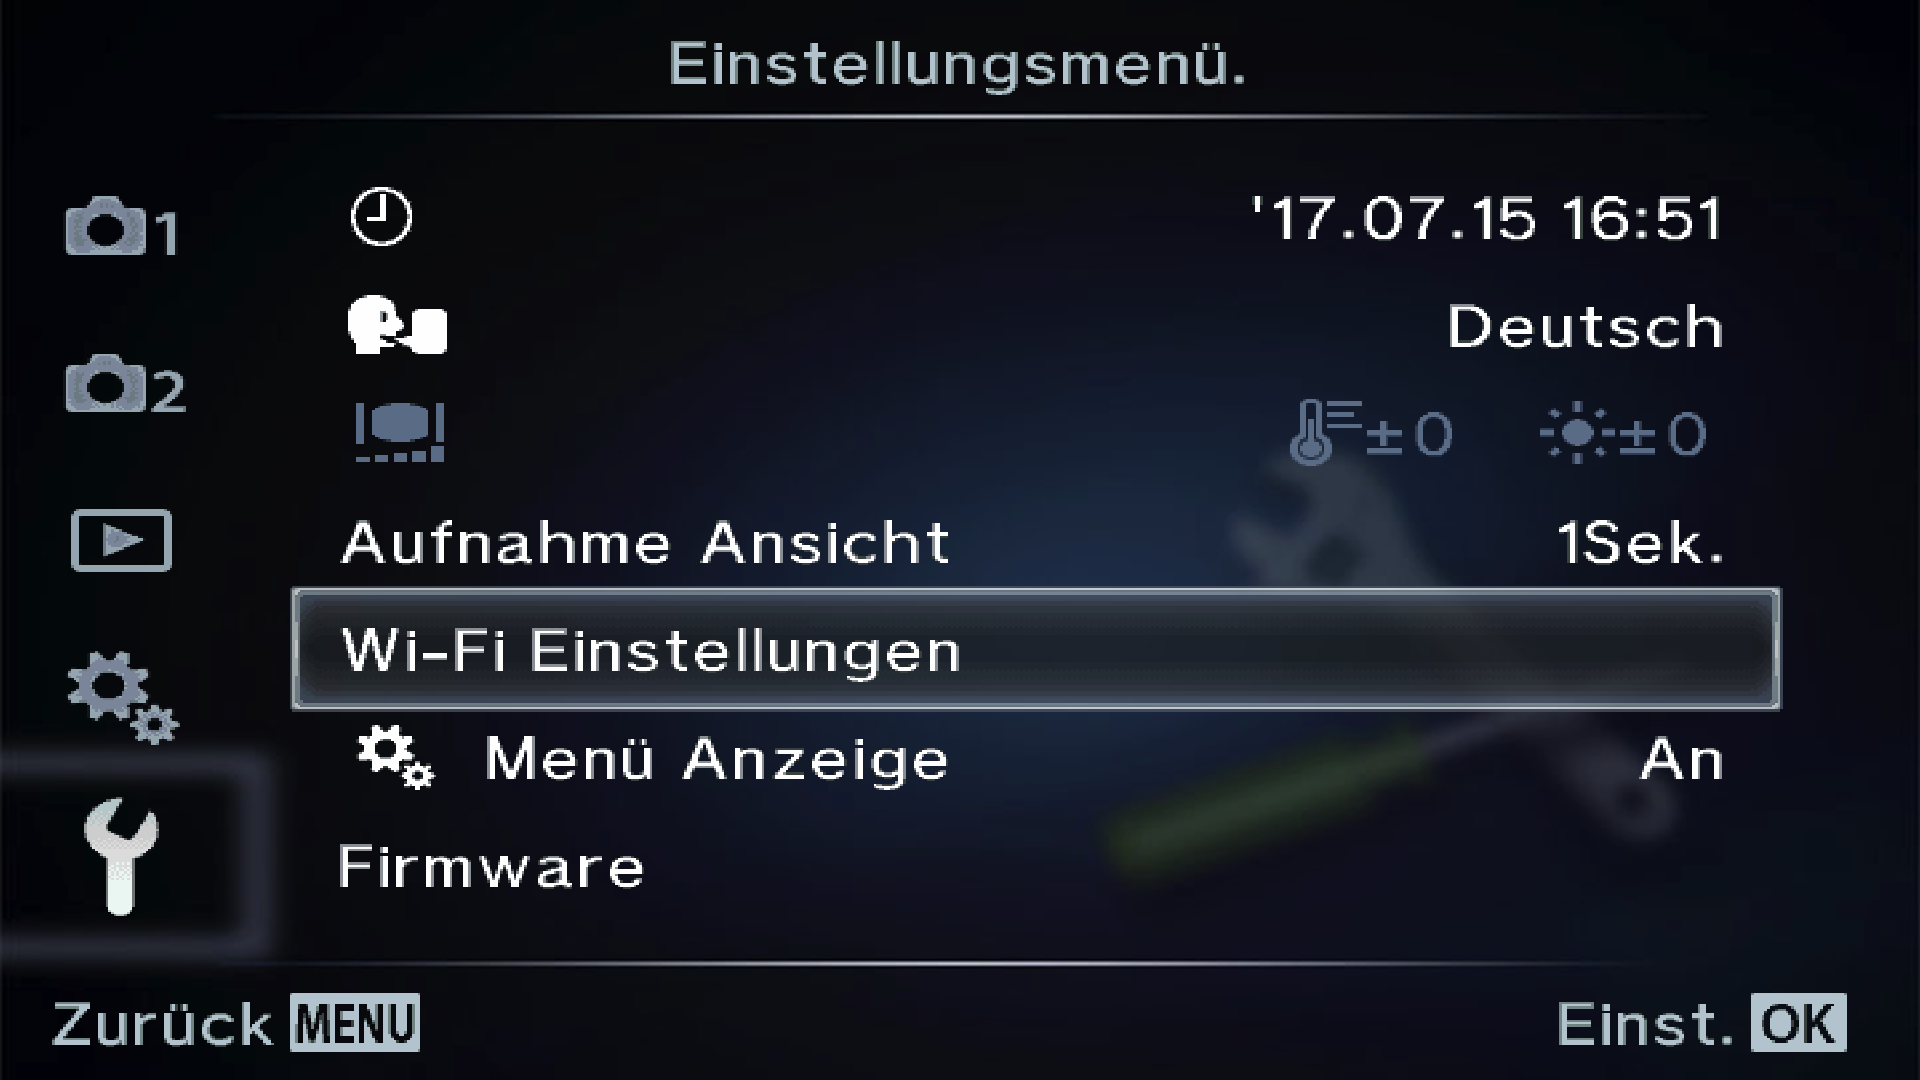 Einstellungsmenü.
1
'17.07.15 16:51
2
Deutsch
±0 ±0
Aufnahme Ansicht 1Sek.
Wi-Fi Einstellungen
Menü Anzeige An
Firmware
Zurück MENU Einst. OK